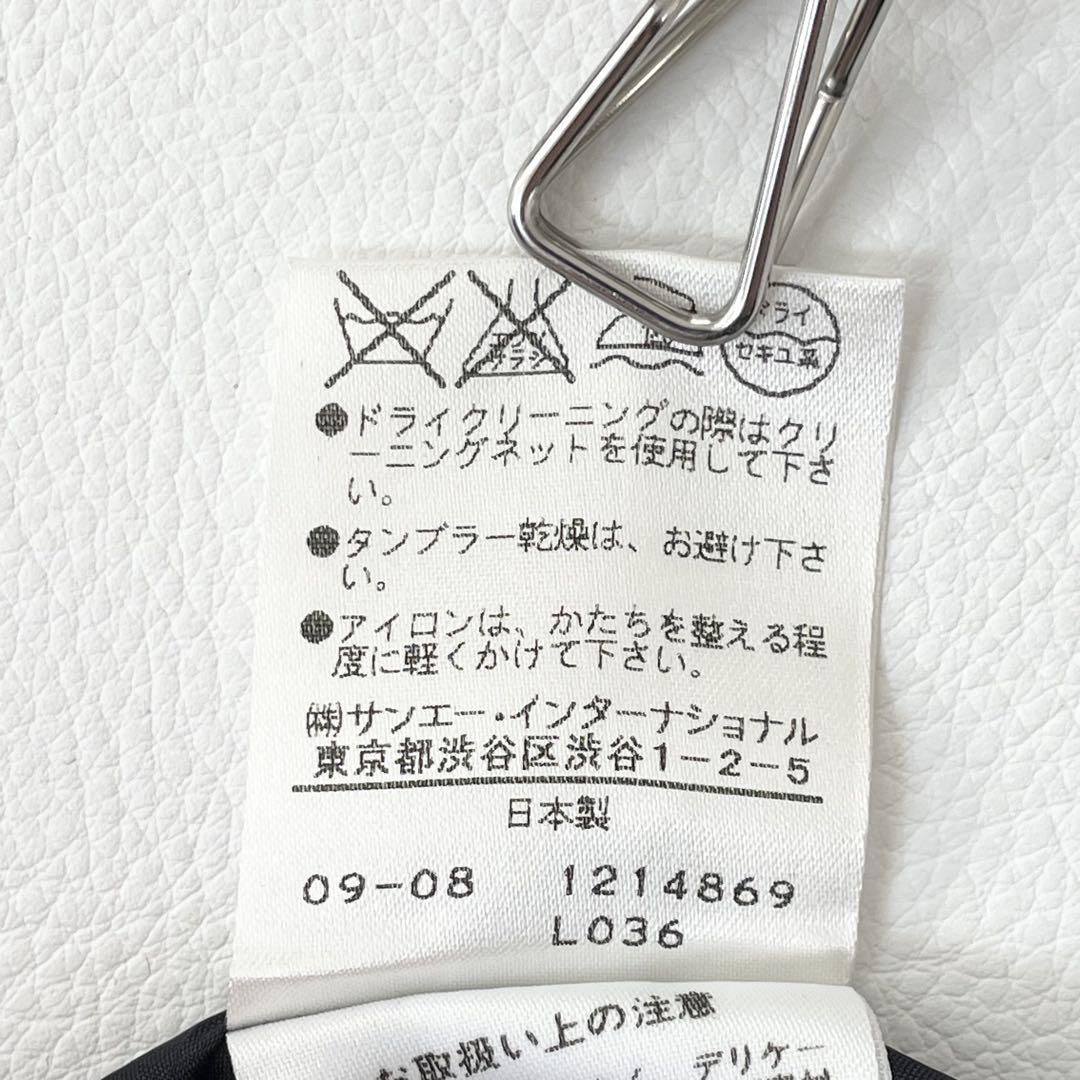 ドライ
セキユ系
●ドライクリーニングの際はクリ
ーニングネットを使用して下さ
い。
●タンブラー乾燥は、お避け下さ
い。
●アイロンは、かたちを整える程
度に軽くかけて下さい。
㈱サンエー・インターナショナル
東京都渋谷区渋谷1-2-5
日本製
09-08 1214869
L036
お取扱い上の注意
デリケー